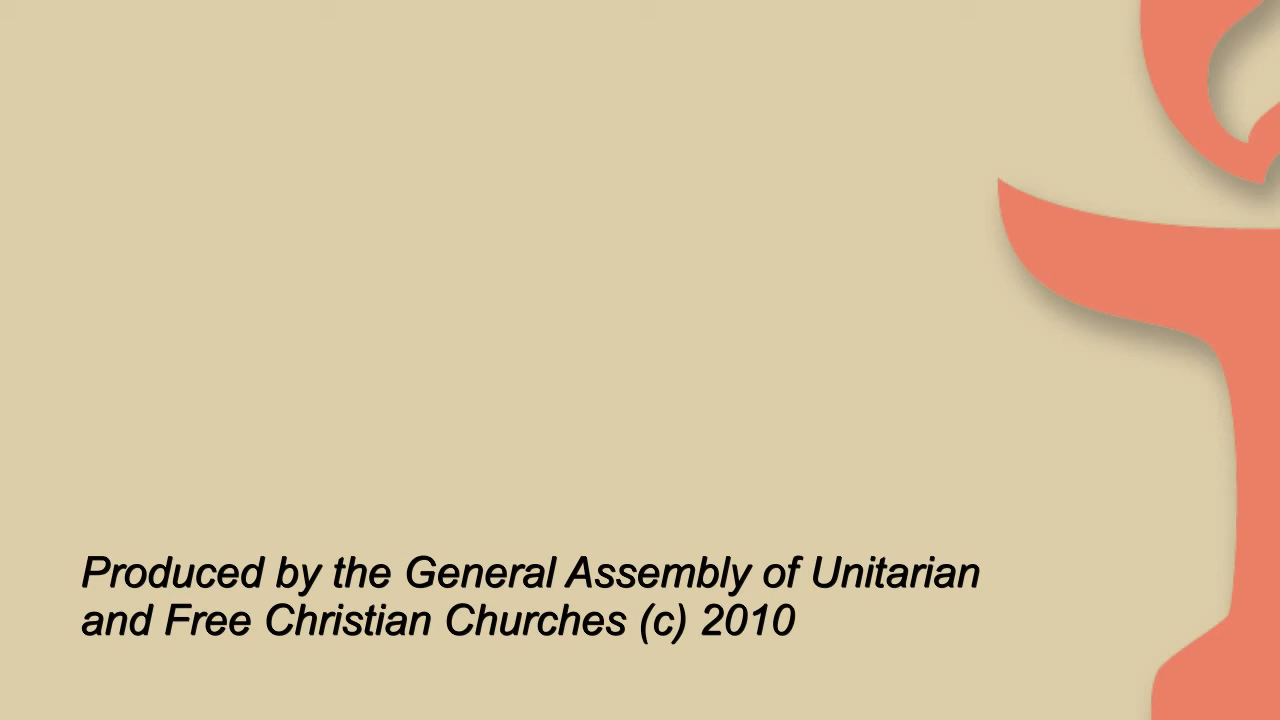 Produced by the General Assembly of Unitarian
and Free Christian Churches (c) 2010